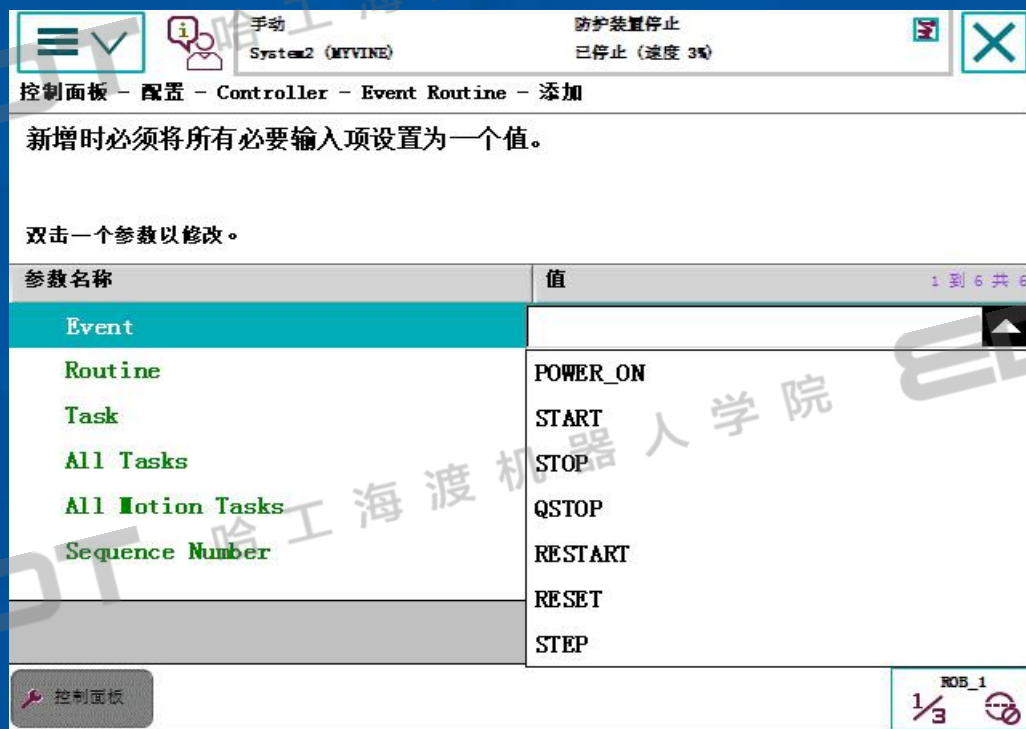 手动
System2 (MYVINE)
防护装置停止
已停止 (速度 3%)
控制面板 - 配置 - Controller - Event Routine - 添加
新增时必须将所有必要输入项设置为一个值。
双击一个参数以修改。
参数名称
值
1 到 6 共 6
Event
Routine
Task
All Tasks
All Motion Tasks
Sequence Number
POWER_ON
START
STOP
QSTOP
RESTART
RESET
STEP
哈工海渡机器人学院
控制面板
ROB_1
1/3